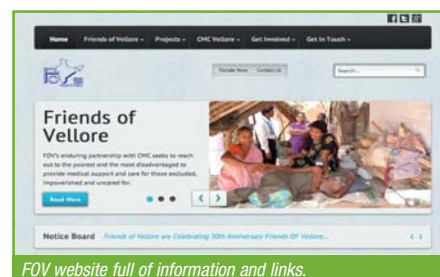 Home Friends of Vellore Projects CMC Vellore Get Involved Get In Touch
Donate Now Contact Us Search...
Friends of
Vellore
FOV's enduring partnership with CMC seeks to reach
out to the poorest and the most disadvantaged to
provide medical support and care for those excluded,
impoverished and uncared for.
Read More
Notice Board Friends of Vellore are Celebrating 50th Anniversary Friends OF Vellore...
FOV website full of information and links.